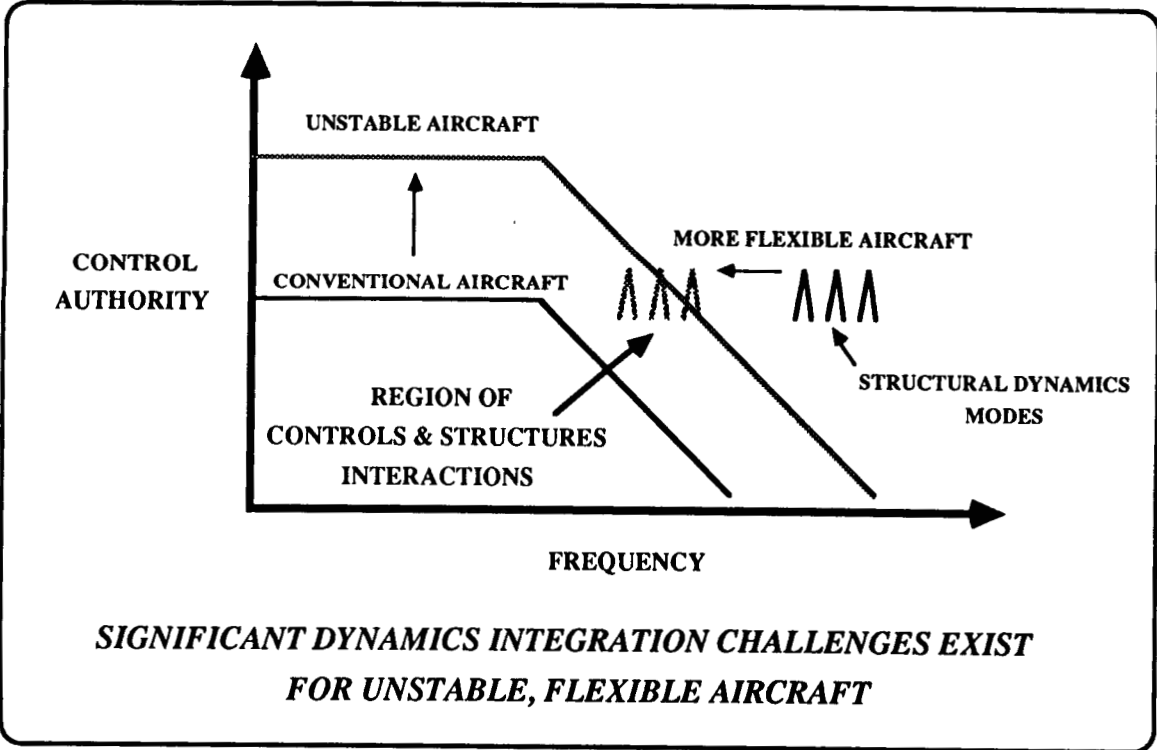 UNSTABLE AIRCRAFT
MORE FLEXIBLE AIRCRAFT
CONTROL
AUTHORITY
CONVENTIONAL AIRCRAFT
STRUCTURAL DYNAMICS
MODES
REGION OF
CONTROLS & STRUCTURES
INTERACTIONS
FREQUENCY
SIGNIFICANT DYNAMICS INTEGRATION CHALLENGES EXIST
FOR UNSTABLE, FLEXIBLE AIRCRAFT